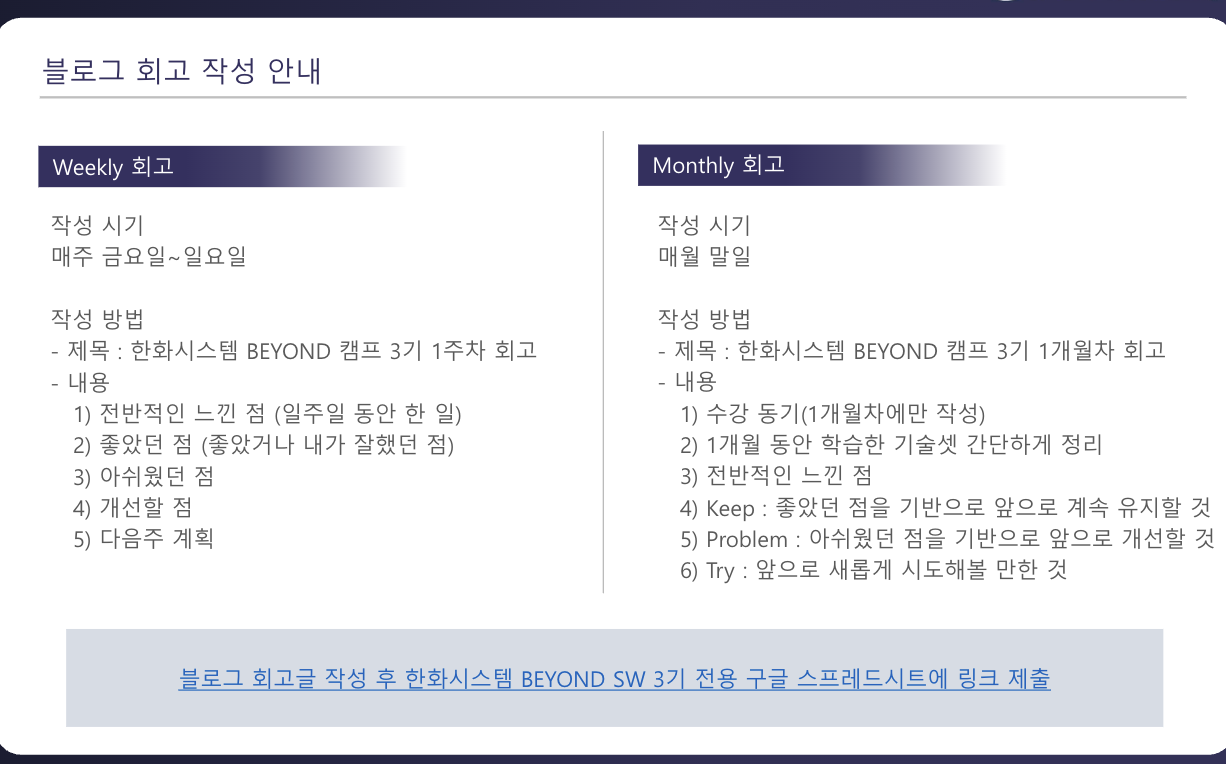 블로그 회고 작성 안내
Weekly 회고
작성 시기
매주 금요일~일요일
작성 방법
- 제목 : 한화시스템 BEYOND 캠프 3기 1주차 회고
- 내용
1) 전반적인 느낀 점 (일주일 동안 한 일)
2) 좋았던 점 (좋았거나 내가 잘했던 점)
3) 아쉬웠던 점
4) 개선할 점
5) 다음주 계획
Monthly 회고
작성 시기
매월 말일
작성 방법
- 제목 : 한화시스템 BEYOND 캠프 3기 1개월차 회고
- 내용
1) 수강 동기(1개월차에만 작성)
2) 1개월 동안 학습한 기술셋 간단하게 정리
3) 전반적인 느낀 점
4) Keep : 좋았던 점을 기반으로 앞으로 계속 유지할 것
5) Problem : 아쉬웠던 점을 기반으로 앞으로 개선할 것
6) Try : 앞으로 새롭게 시도해볼 만한 것
블로그 회고글 작성 후 한화시스템 BEYOND SW 3기 전용 구글 스프레드시트에 링크 제출